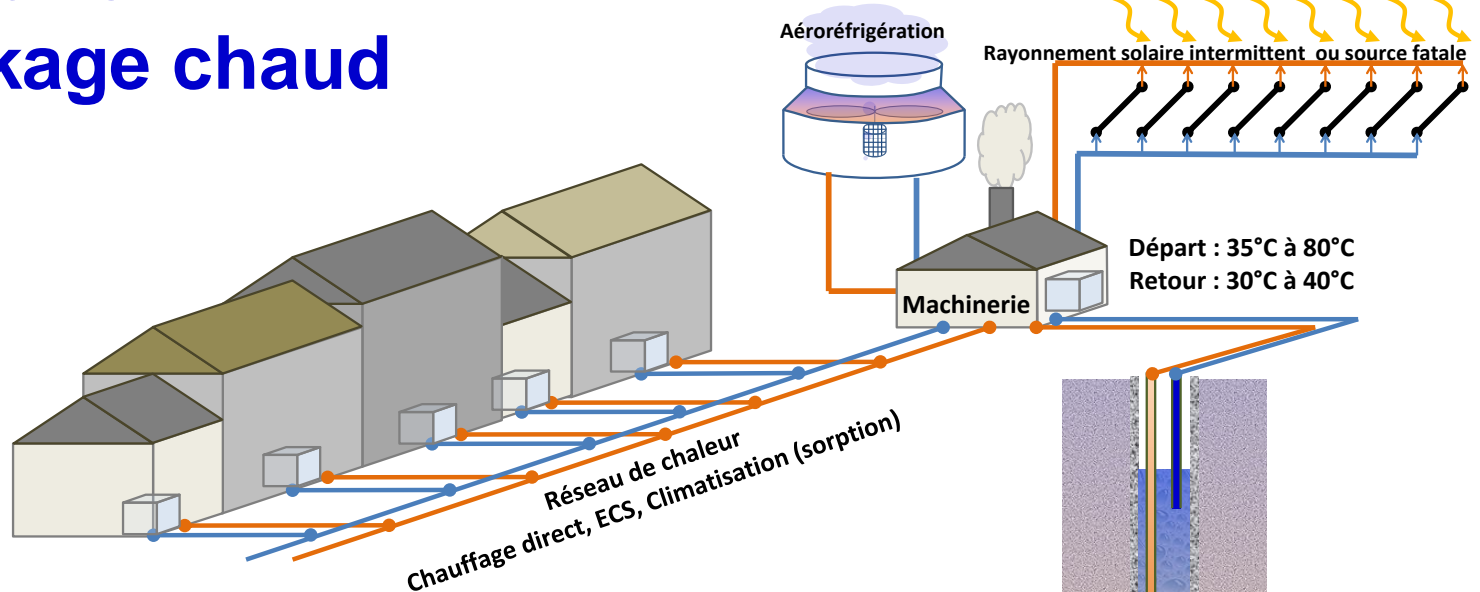 kage chaud
Aéroréfrigération
Rayonnement solaire intermittent ou source fatale
Départ : 35°C à 80°C
Retour : 30°C à 40°C
Machinerie
Réseau de chaleur
Chauffage direct, ECS, Climatisation (sorption)